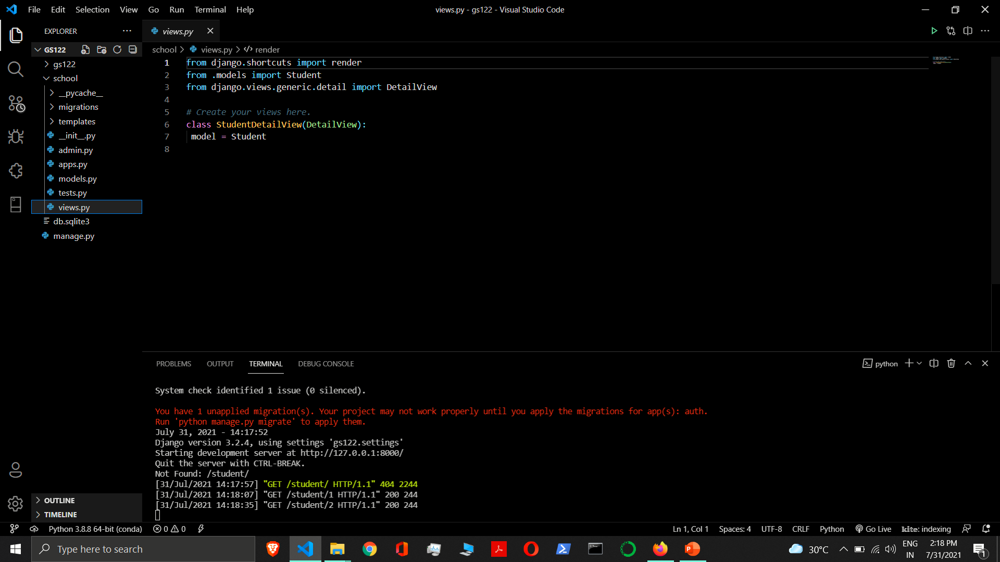 File Edit Selection View Go Run Terminal Help
views.py - gs122 - Visual Studio Code
EXPLORER
views.py
GS122
gs122
school
__pycache__
migrations
templates
__init__.py
admin.py
apps.py
models.py
tests.py
views.py
db.sqlite3
manage.py
OUTLINE
TIMELINE
school > views.py > render
1 from django.shortcuts import render
2 from .models import Student
3 from django.views.generic.detail import DetailView
4
5 # Create your views here.
6 class StudentDetailView(DetailView):
7 model = Student
8
PROBLEMS OUTPUT TERMINAL DEBUG CONSOLE
python
System check identified 1 issue (0 silenced).
You have 1 unapplied migration(s). Your project may not work properly until you apply the migrations for app(s): auth.
Run 'python manage.py migrate' to apply them.
July 31, 2021 - 14:17:52
Django version 3.2.4, using settings 'gs122.settings'
Starting development server at http://127.0.0.1:8000/
Quit the server with CTRL-BREAK.
Not Found: /student/
[31/Jul/2021 14:17:57] "GET /student/ HTTP/1.1" 404 2244
[31/Jul/2021 14:18:07] "GET /student/1 HTTP/1.1" 200 244
[31/Jul/2021 14:18:35] "GET /student/2 HTTP/1.1" 200 244
Python 3.8.8 64-bit (conda) 0 0
Ln 1, Col 1 Spaces: 4 UTF-8 CRLF Python Go Live kite: indexing
Type here to search
30°C
ENG
IN
2:18 PM
7/31/2021
1